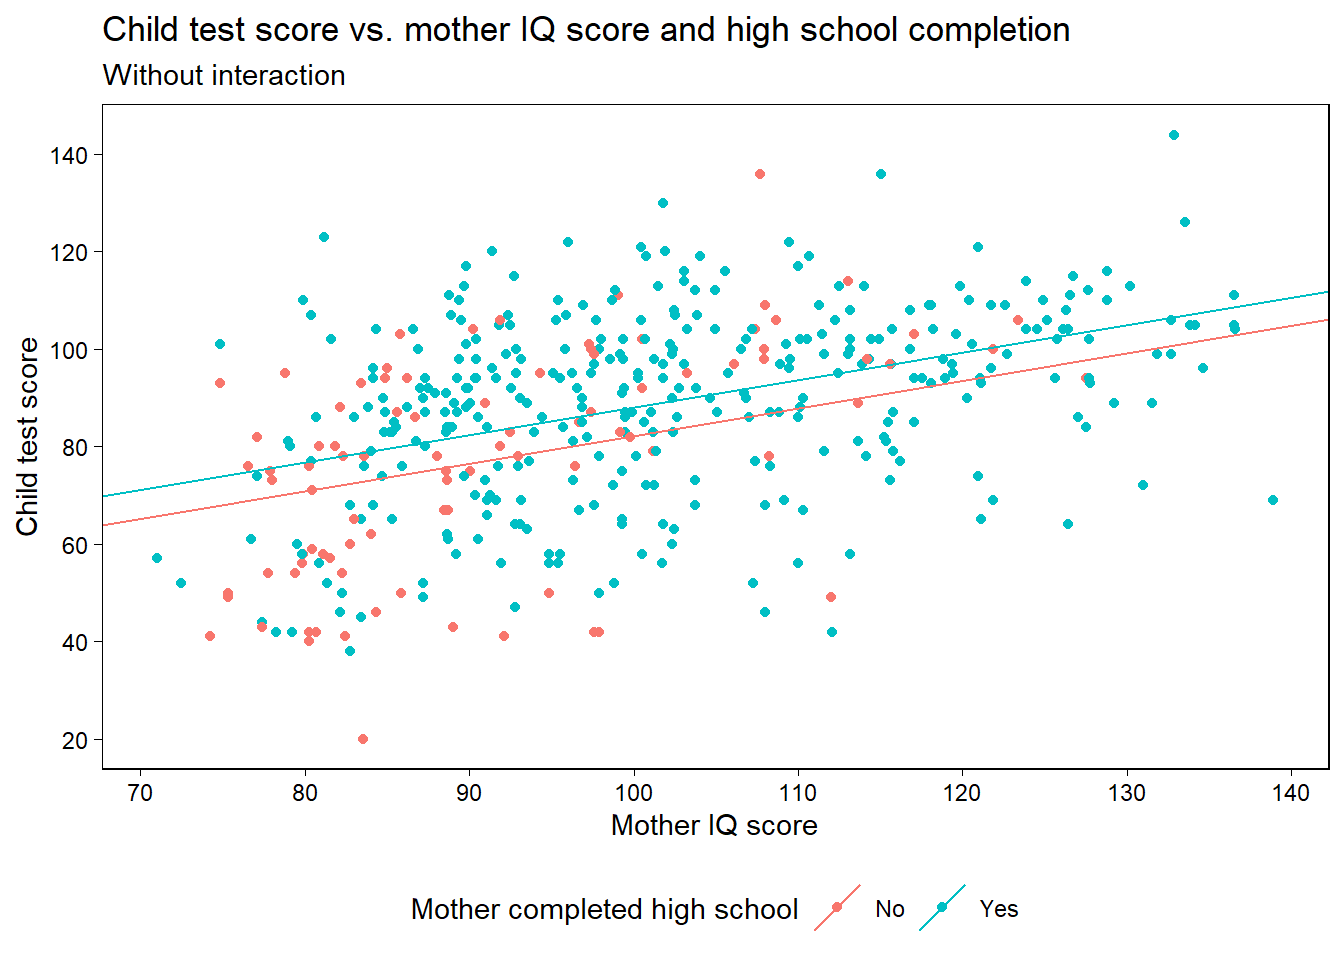 Child test score vs. mother IQ score and high school completion
Without interaction
Child test score
140
120
100
80
60
40
20
70 80 90 100 110 120 130 140
Mother IQ score
Mother completed high school No Yes